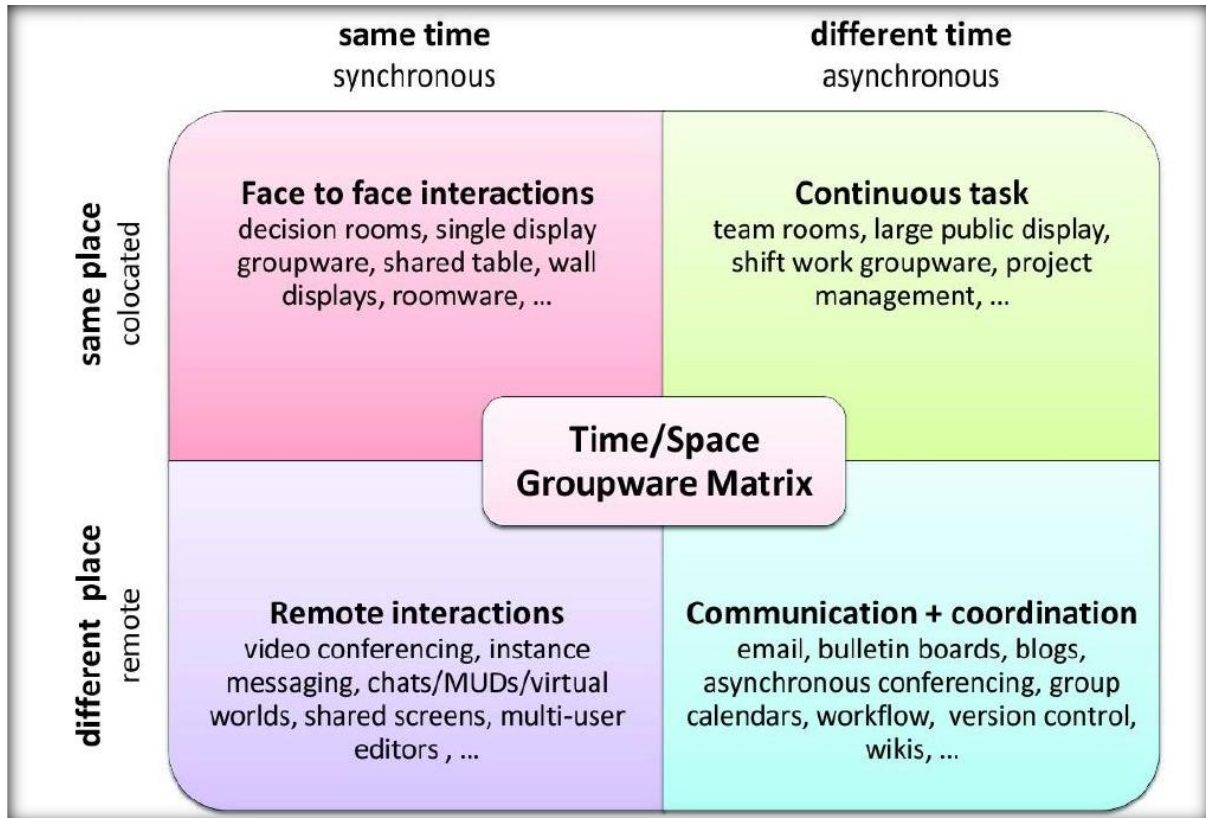 same time
synchronous
different time
asynchronous
same place
colocated
Face to face interactions
decision rooms, single display
groupware, shared table, wall
displays, roomware, ...
Continuous task
team rooms, large public display,
shift work groupware, project
management, ...
Time/Space
Groupware Matrix
different place
remote
Remote interactions
video conferencing, instance
messaging, chats/MUDs/virtual
worlds, shared screens, multi-user
editors , ...
Communication + coordination
email, bulletin boards, blogs,
asynchronous conferencing, group
calendars, workflow, version control,
wikis, ...